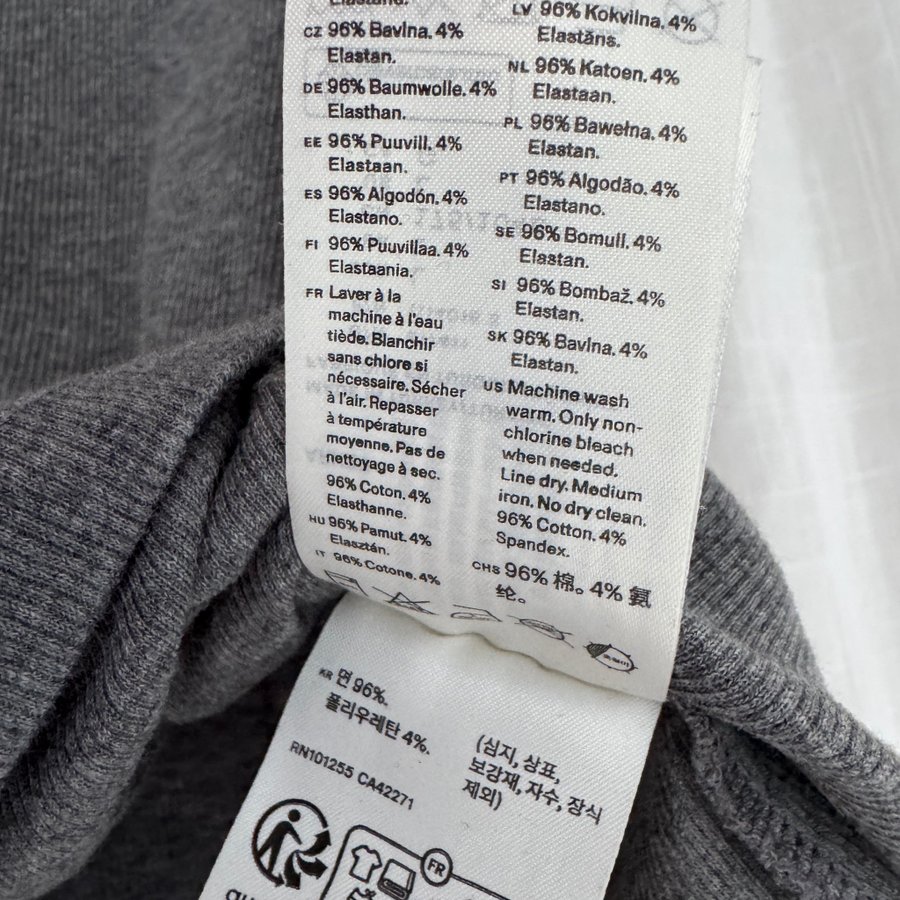 Elastano.
CZ 96% Bavlna. 4%
Elastan.
DE 96% Baumwolle. 4%
Elasthan.
EE 96% Puuvill. 4%
Elastaan.
ES 96% Algodón. 4%
Elastano.
FI 96% Puuvillaa. 4%
Elastaania.
FR Laver à la
machine à l'eau
tiède. Blanchir
sans chlore si
nécessaire. Sécher
à l'air. Repasser
à température
moyenne. Pas de
nettoyage à sec.
96% Coton. 4%
Elasthanne.
HU 96% Pamut. 4%
Elasztán.
IT 96% Cotone. 4%
LV 96% Kokvilna. 4%
Elastāns.
NL 96% Katoen. 4%
Elastaan.
PL 96% Bawełna. 4%
Elastan.
PT 96% Algodão. 4%
Elastano.
SE 96% Bomull. 4%
Elastan.
SI 96% Bombaž. 4%
Elastan.
SK 96% Bavlna. 4%
Elastan.
US Machine wash
warm. Only non-
chlorine bleach
when needed.
Line dry. Medium
iron. No dry clean.
96% Cotton. 4%
Spandex.
CHS 96% 棉。4% 氨
纶。
KR 면 96%.
폴리우레탄 4%.
(심지, 상표,
보강재, 자수, 장식
제외)
RN101255 CA42271
FR